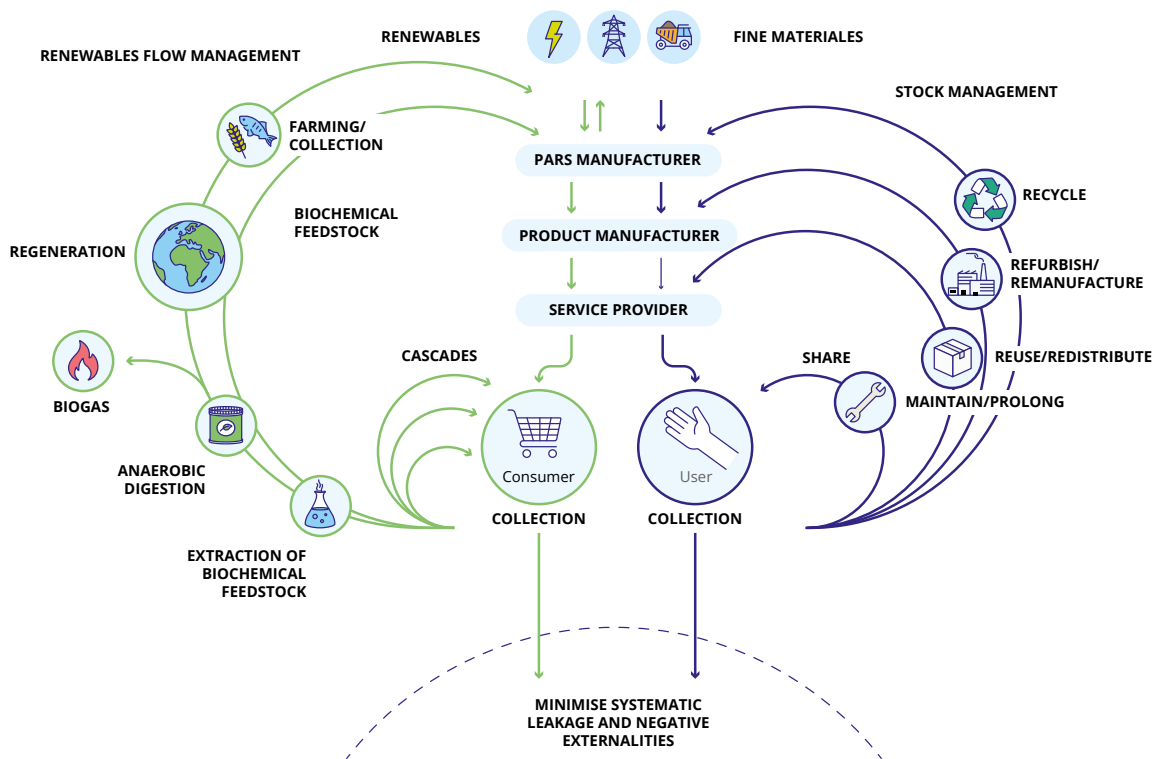 RENEWABLES
FINE MATERIALES
RENEWABLES FLOW MANAGEMENT
STOCK MANAGEMENT
FARMING/
COLLECTION
PARS MANUFACTURER
RECYCLE
BIOCHEMICAL
FEEDSTOCK
PRODUCT MANUFACTURER
REGENERATION
REFURBISH/
REMANUFACTURE
SERVICE PROVIDER
CASCADES
SHARE
REUSE/REDISTRIBUTE
BIOGAS
MAINTAIN/PROLONG
ANAEROBIC
DIGESTION
Consumer
User
COLLECTION
COLLECTION
EXTRACTION OF
BIOCHEMICAL
FEEDSTOCK
MINIMISE SYSTEMATIC
LEAKAGE AND NEGATIVE
EXTERNALITIES